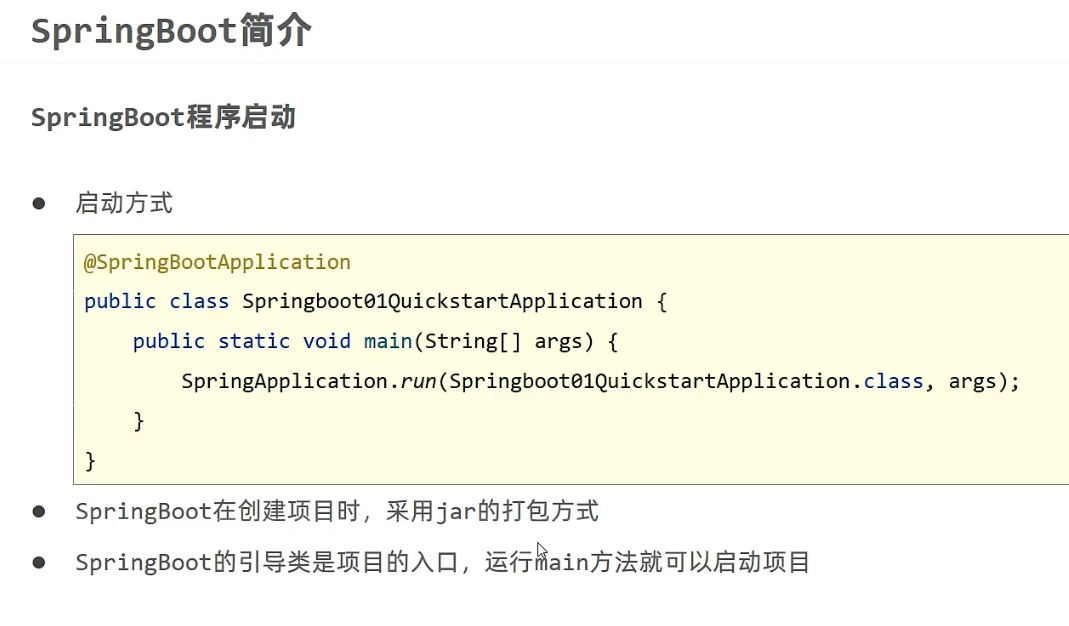 SpringBoot简介
SpringBoot程序启动
● 启动方式
@SpringBootApplication
public class Springboot01QuickstartApplication {
    public static void main(String[] args) {
        SpringApplication.run(Springboot01QuickstartApplication.class, args);
    }
}
● SpringBoot在创建项目时，采用jar的打包方式
● SpringBoot的引导类是项目的入口，运行main方法就可以启动项目